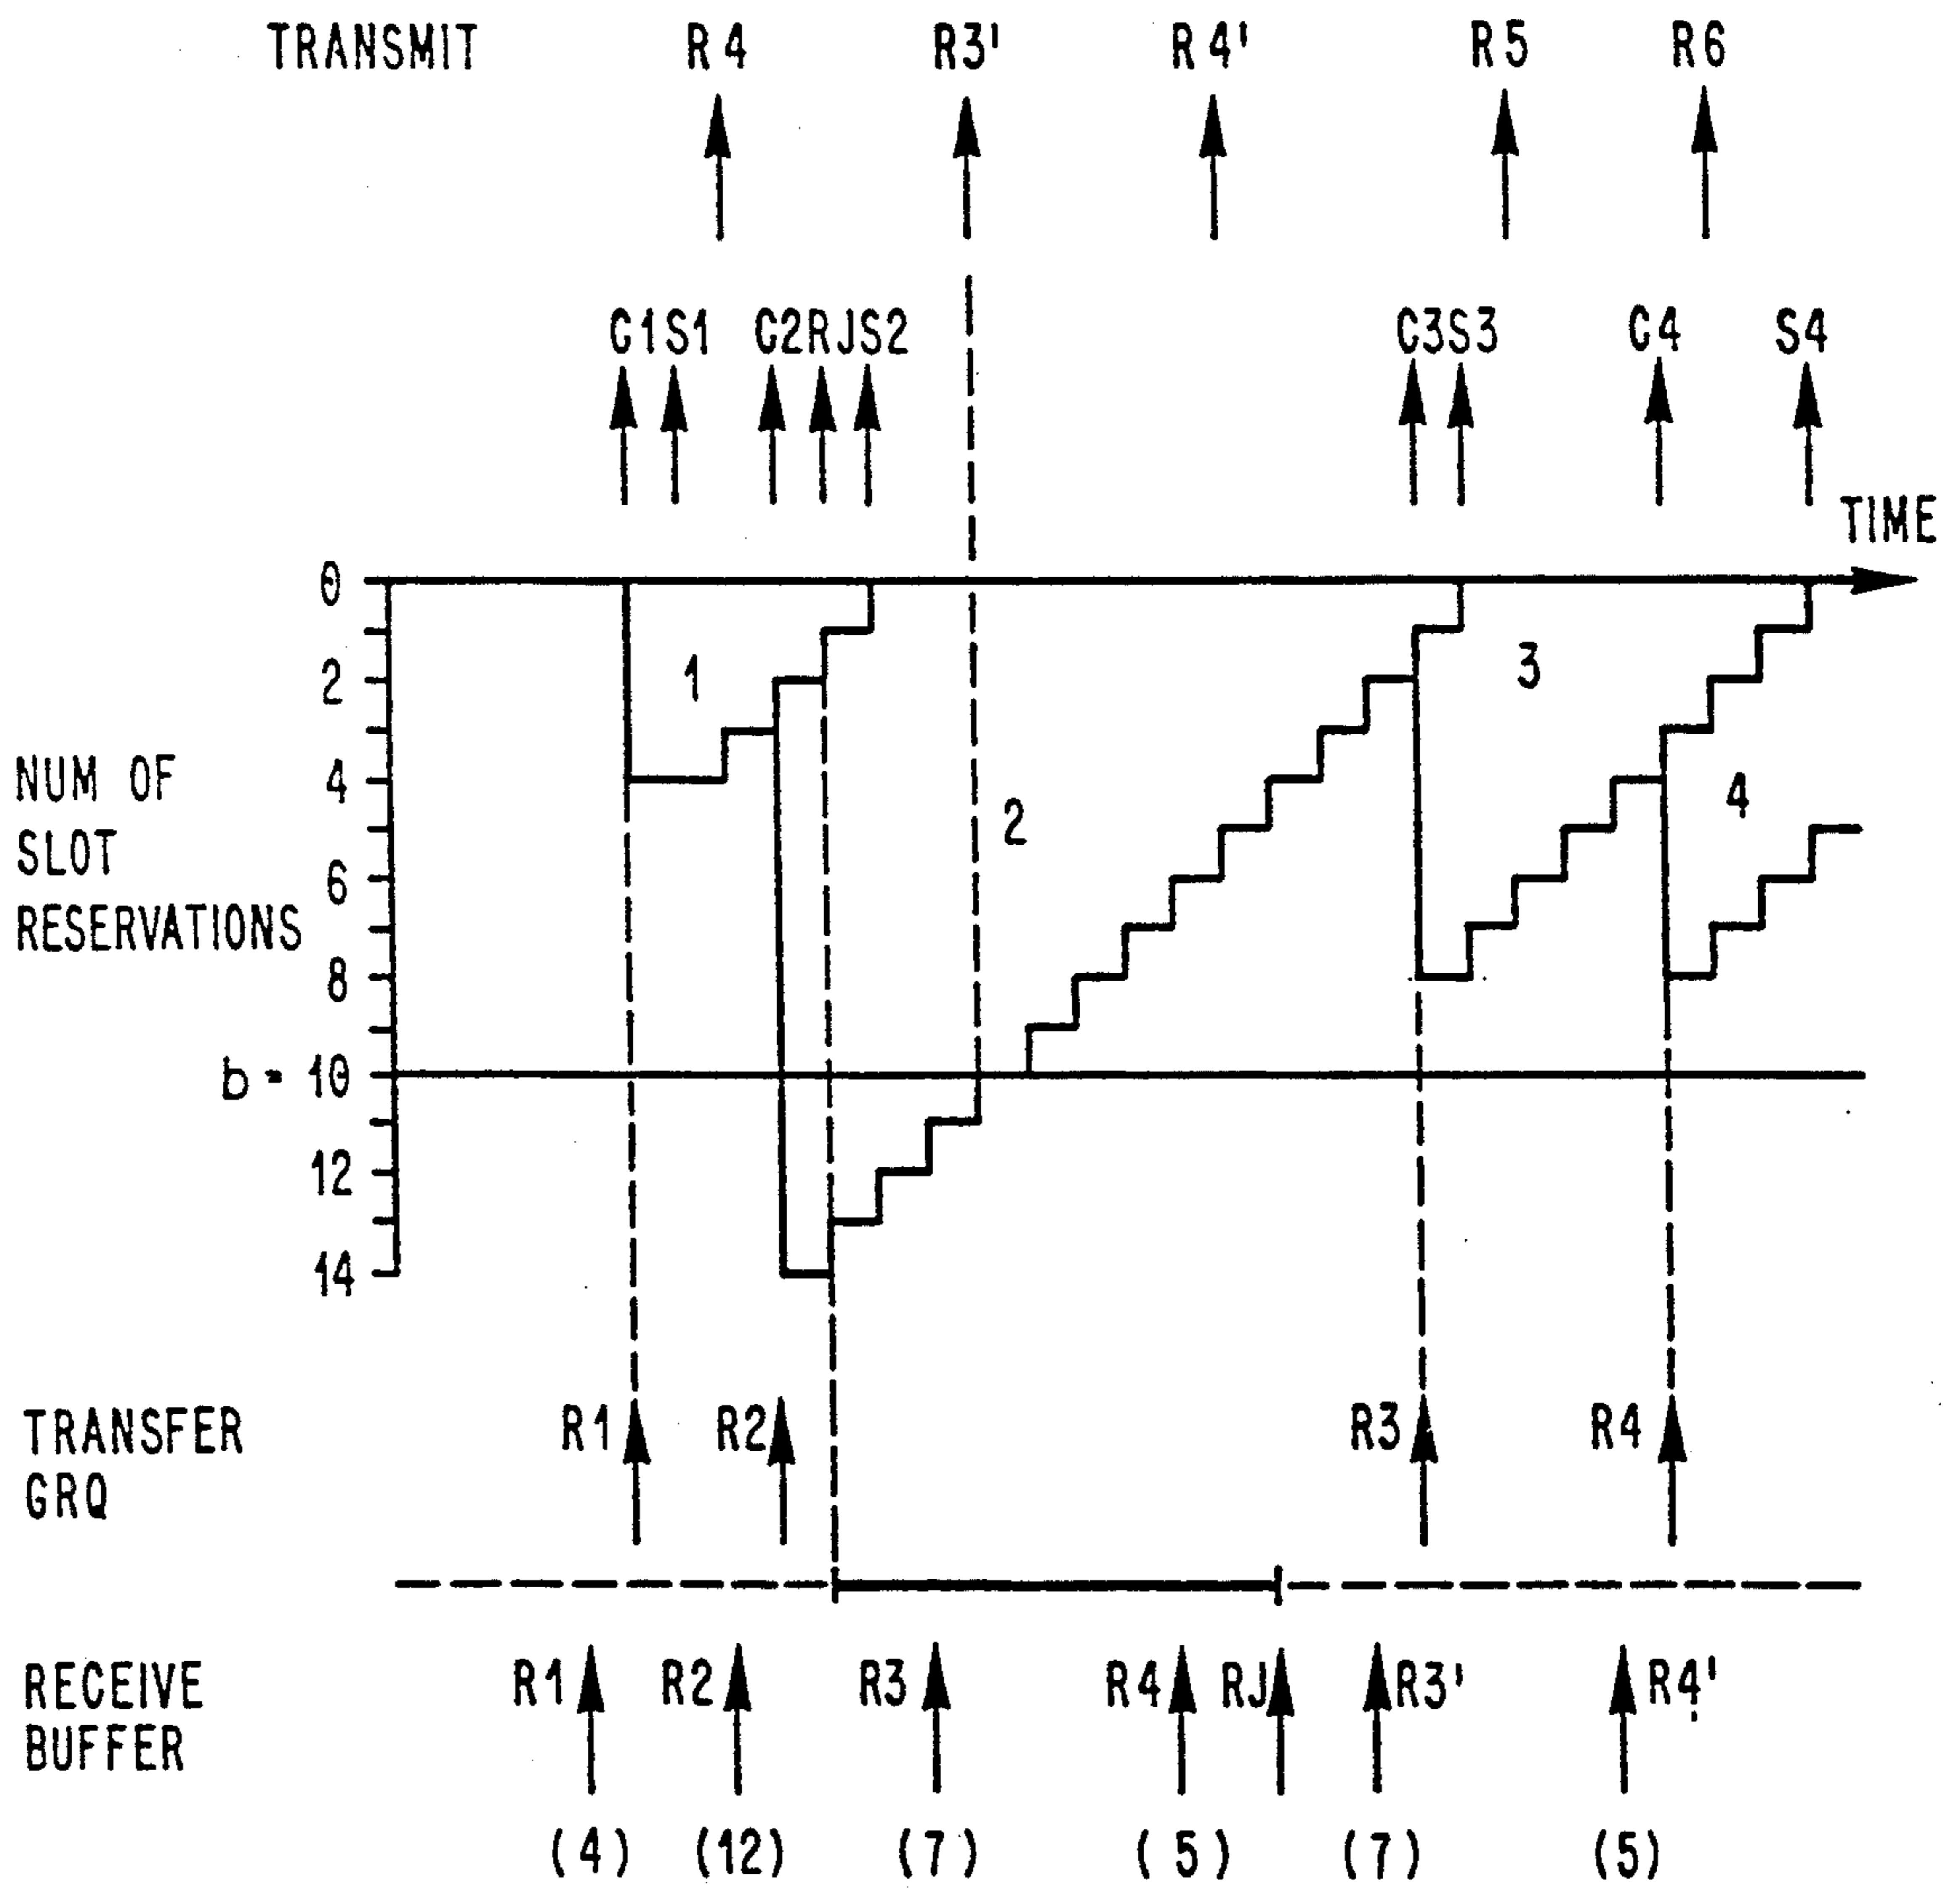 TRANSMIT R4 R3' R4' R5 R6
C1S1 C2RJS2 C3S3 C4 S4
TIME
0
1
2
3
NUM OF
SLOT
RESERVATIONS
2
4
4
6
8
b = 10
12
14
TRANSFER
GRQ
R1 R2 R3 R4
RECEIVE
BUFFER
R1 R2 R3 R4 RJ R3' R4'
(4) (12) (7) (5) (7) (5)